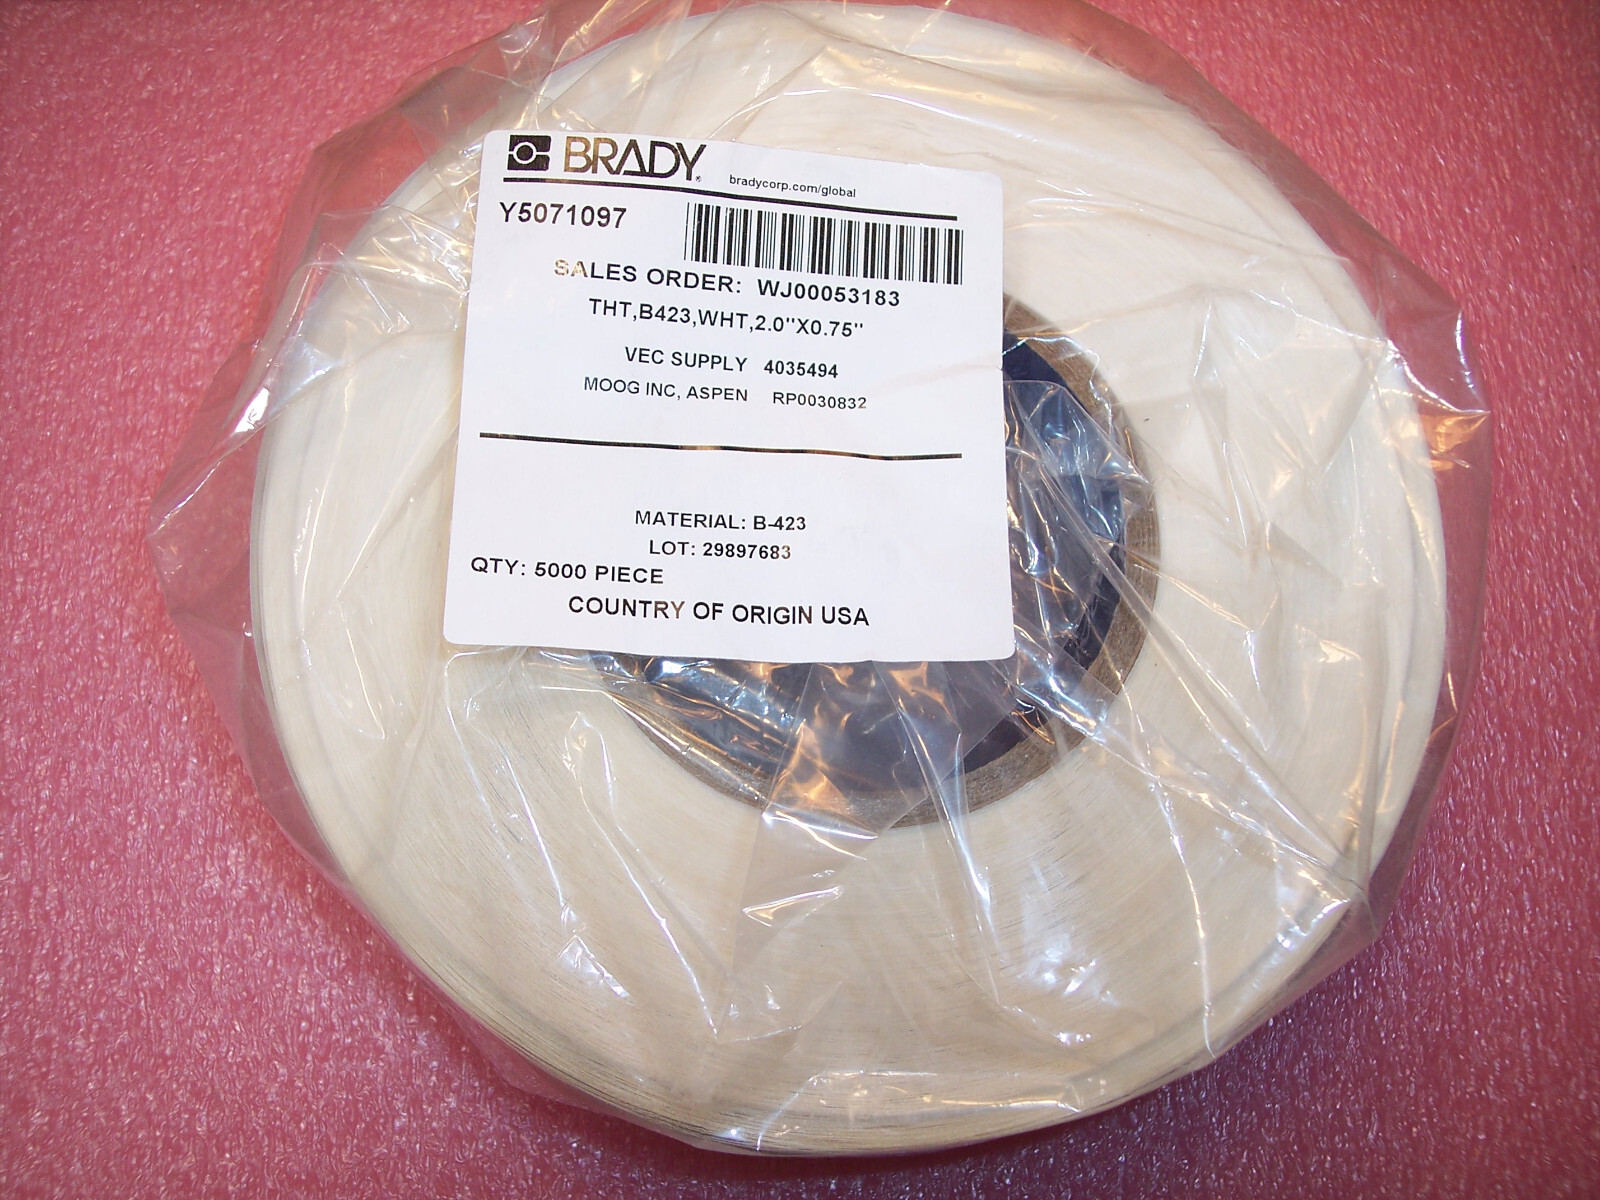 BRADY® bradycorp.com/global
Y5071097
SALES ORDER: WJ00053183
THT,B423,WHT,2.0"X0.75"
VEC SUPPLY 4035494
MOOG INC, ASPEN RP0030832
MATERIAL: B-423
LOT: 29897683
QTY: 5000 PIECE
COUNTRY OF ORIGIN USA